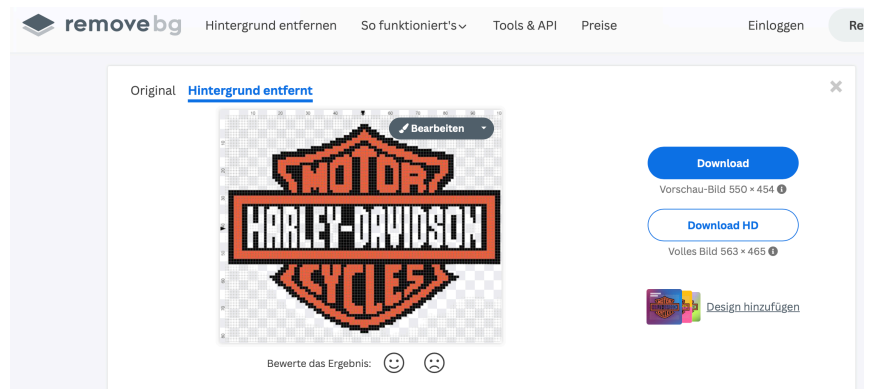 remove bg Hintergrund entfernen So funktioniert's Tools & API Preise Einloggen Re
Original Hintergrund entfernt
Bearbeiten
MOTOR
HARLEY-DAVIDSON
CYCLES
Download
Vorschau-Bild 550 × 454
Download HD
Volles Bild 563 × 465
Design hinzufügen
Bewerte das Ergebnis: